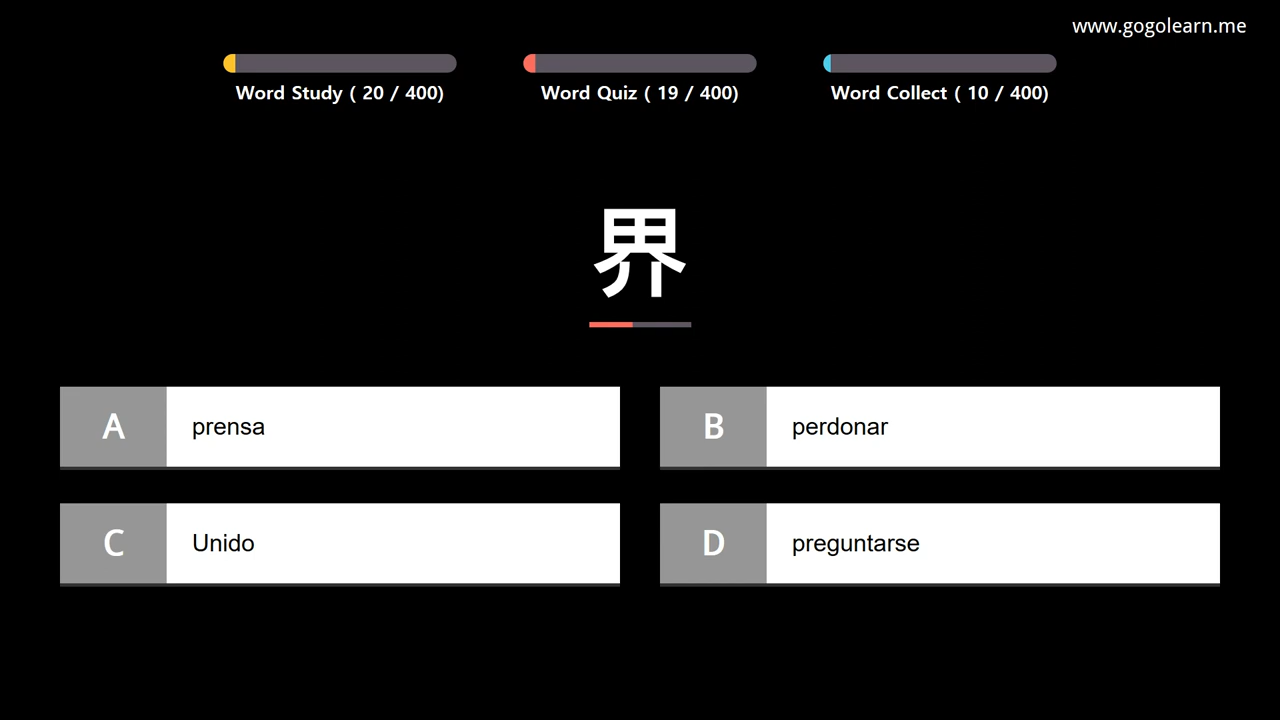 www.gogolearn.me
Word Study ( 20 / 400)
Word Quiz ( 19 / 400)
Word Collect ( 10 / 400)
界
A prensa
B perdonar
C Unido
D preguntarse